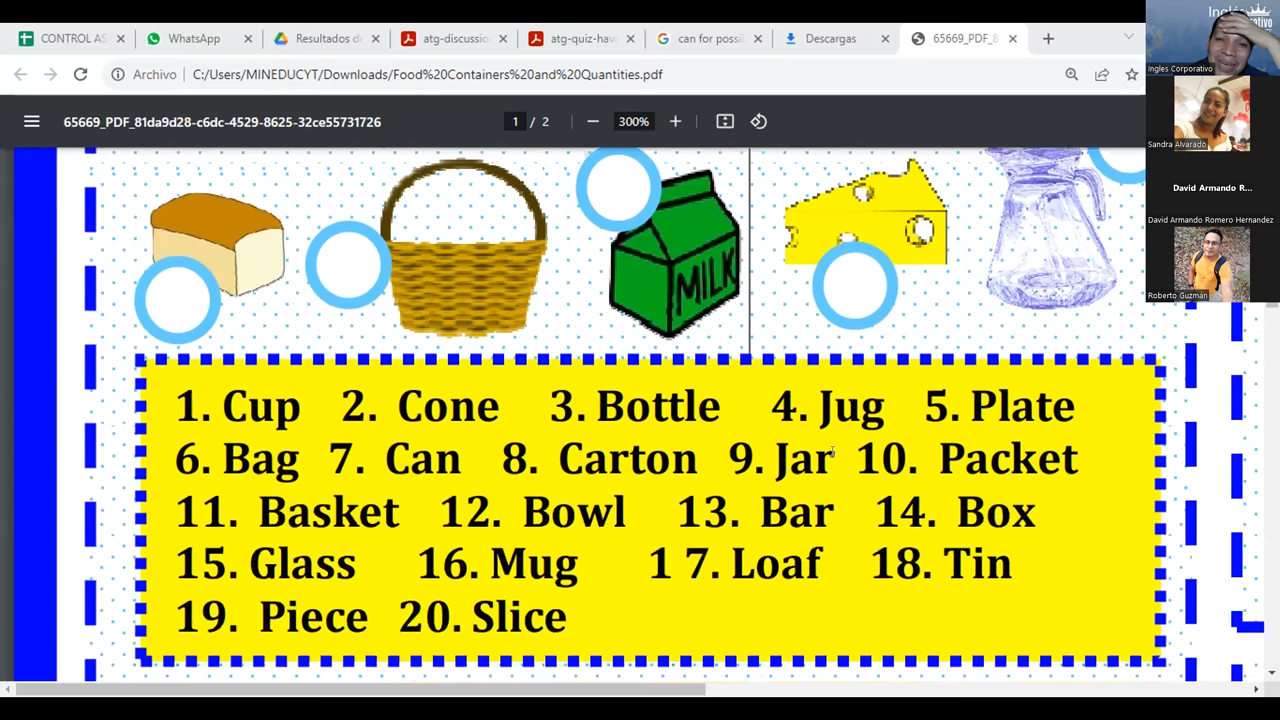 CONTROL AS
WhatsApp
Resultados de
atg-discussio
atg-quiz-hav
can for possi
Descargas
65669_PDF_8
Archivo
C:/Users/MINEDUCYT/Downloads/Food%20Containers%20and%20Quantities.pdf
65669_PDF_81da9d28-c6dc-4529-8625-32ce55731726
1 / 2
300%
Ingles Corporativo
Sandra Alvarado
David Armando R...
David Armando Romero Hernandez
Roberto Guzmán
MILK
1. Cup 2. Cone 3. Bottle 4. Jug 5. Plate
6. Bag 7. Can 8. Carton 9. Jar 10. Packet
11. Basket 12. Bowl 13. Bar 14. Box
15. Glass 16. Mug 1 7. Loaf 18. Tin
19. Piece 20. Slice